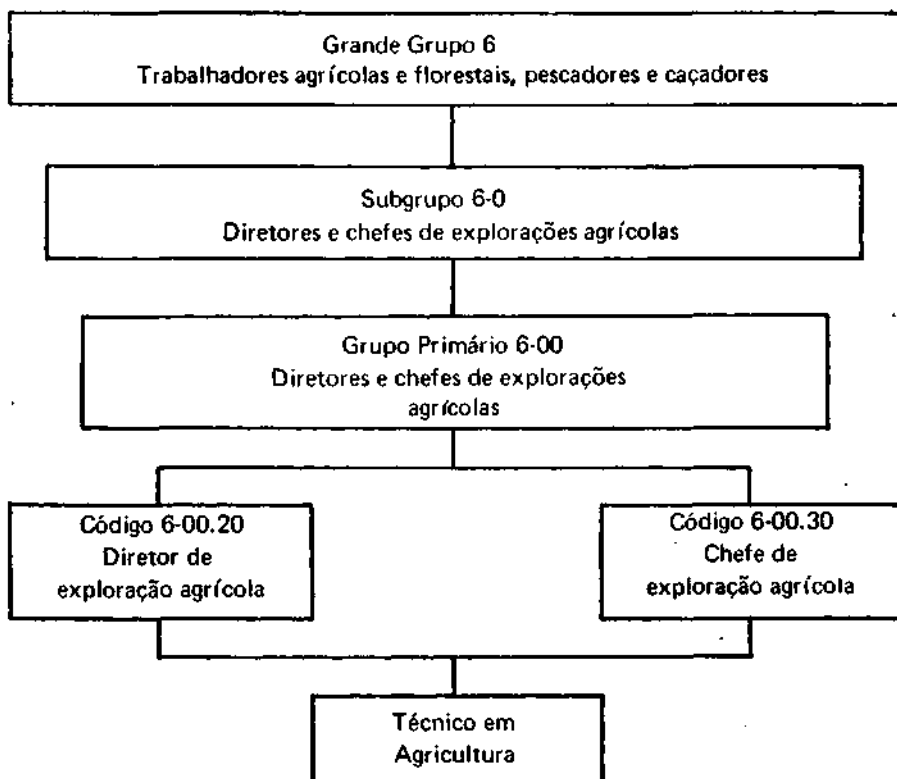 Grande Grupo 6
Trabalhadores agrícolas e florestais, pescadores e caçadores
Subgrupo 6-0
Diretores e chefes de explorações agrícolas
Grupo Primário 6-00
Diretores e chefes de explorações
agrícolas
Código 6-00.20
Diretor de
exploração agrícola
Código 6-00.30
Chefe de
exploração agrícola
Técnico em
Agricultura